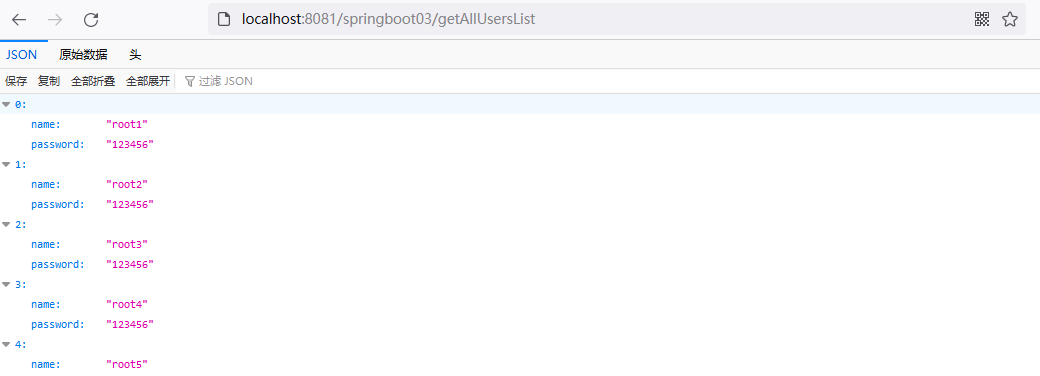 localhost:8081/springboot03/getAllUsersList
JSON 原始数据 头
保存 复制 全部折叠 全部展开 过滤 JSON
0:
name: "root1"
password: "123456"
1:
name: "root2"
password: "123456"
2:
name: "root3"
password: "123456"
3:
name: "root4"
password: "123456"
4:
name: "root5"